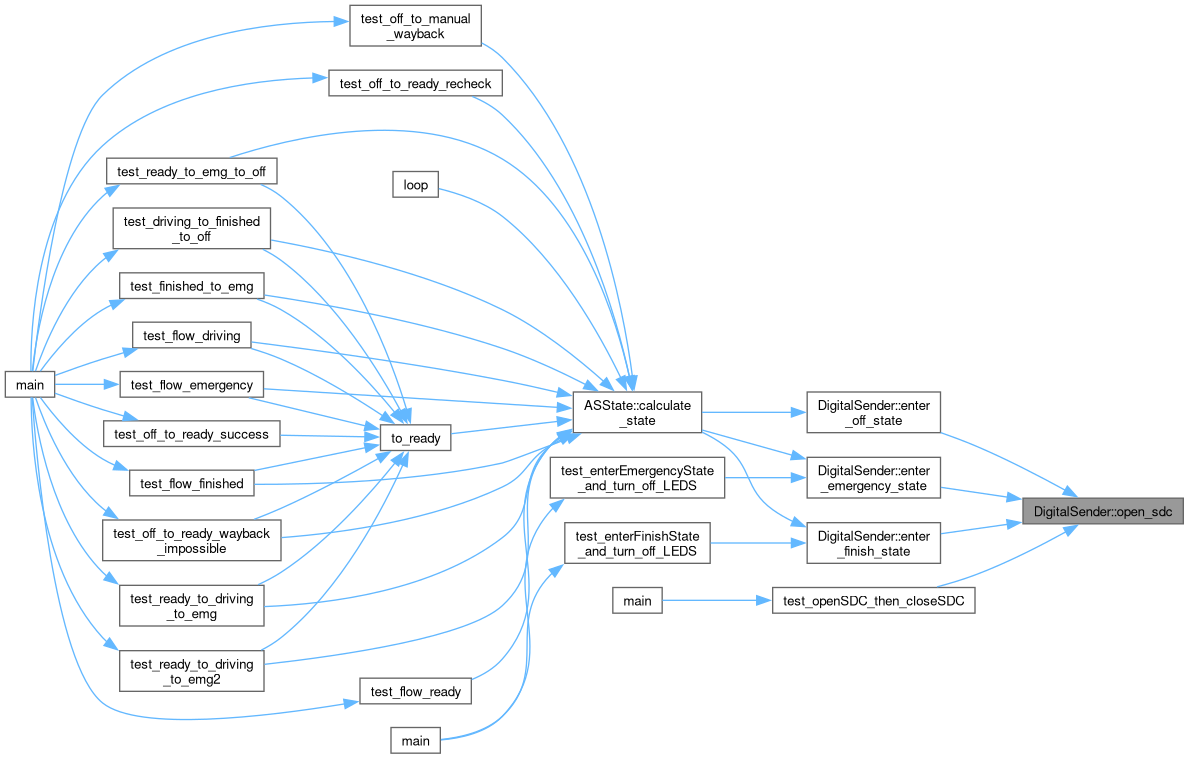 test_off_to_manual
_wayback
test_off_to_ready_recheck
test_ready_to_emg_to_off
loop
test_driving_to_finished
_to_off
test_finished_to_emg
test_flow_driving
main
test_flow_emergency
test_off_to_ready_success
to_ready
test_flow_finished
test_off_to_ready_wayback
_impossible
test_ready_to_driving
_to_emg
test_ready_to_driving
_to_emg2
test_flow_ready
main
ASState::calculate
_state
test_enterEmergencyState
_and_turn_off_LEDS
test_enterFinishState
_and_turn_off_LEDS
main
DigitalSender::enter
_off_state
DigitalSender::enter
_emergency_state
DigitalSender::enter
_finish_state
test_openSDC_then_closeSDC
DigitalSender::open_sdc